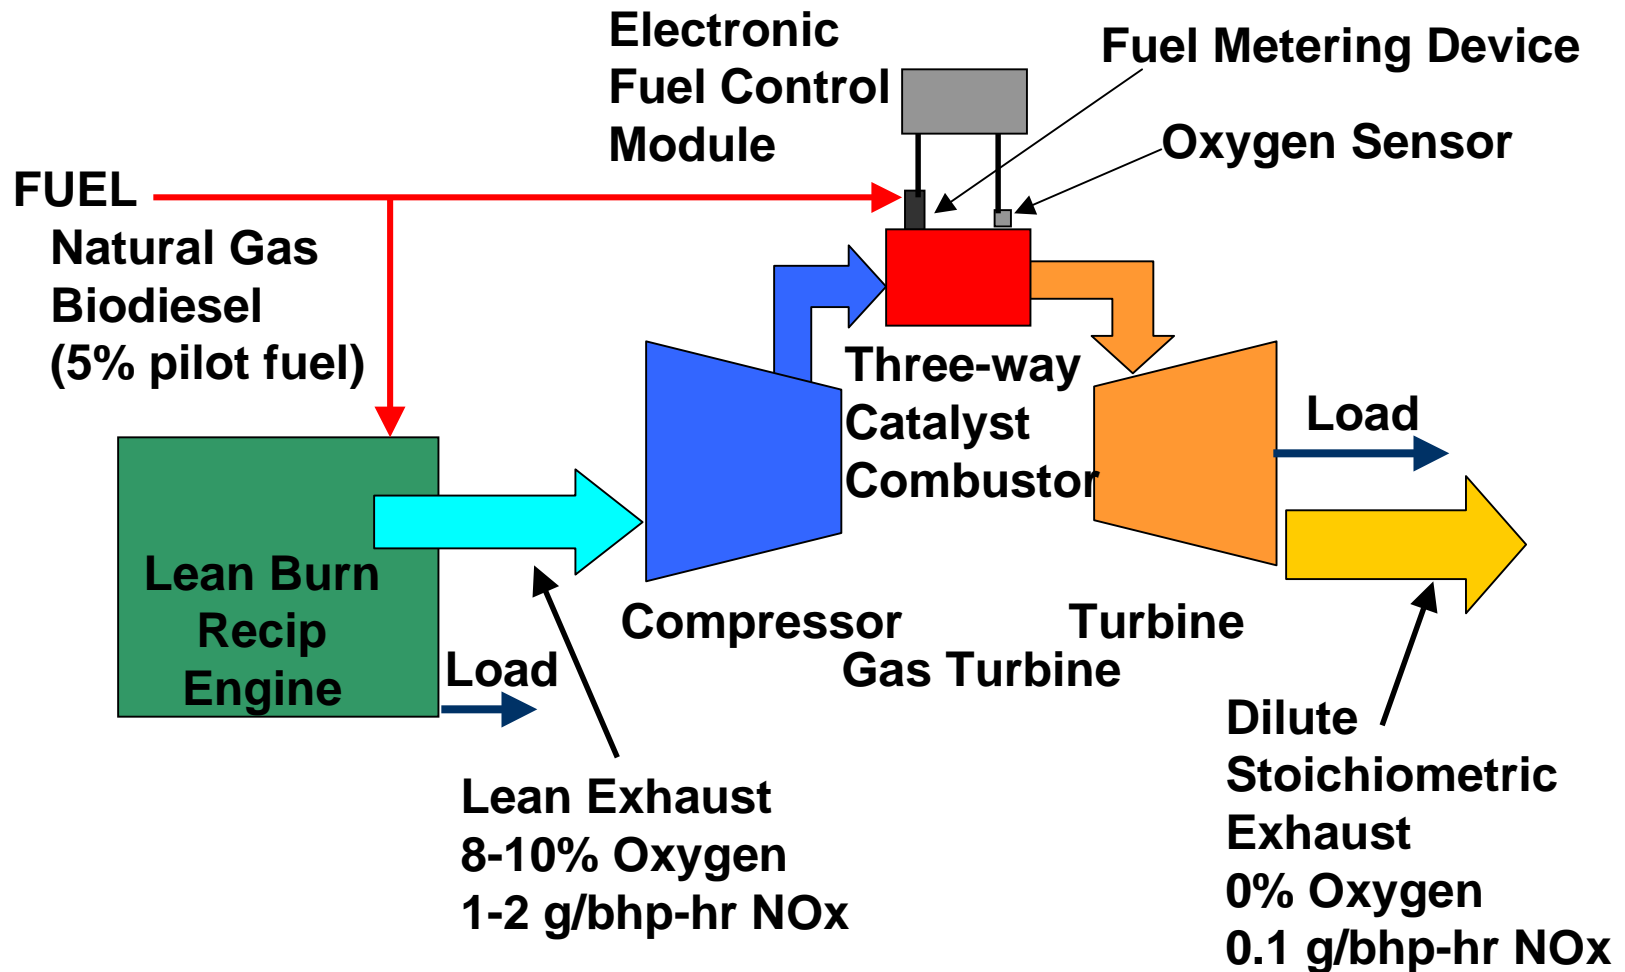 Electronic
Fuel Control
Module
Fuel Metering Device
Oxygen Sensor
FUEL
Natural Gas
Biodiesel
(5% pilot fuel)
Three-way
Catalyst
Combustor
Load
Lean Burn
Recip
Engine
Load
Compressor
Turbine
Gas Turbine
Lean Exhaust
8-10% Oxygen
1-2 g/bhp-hr NOx
Dilute
Stoichiometric
Exhaust
0% Oxygen
0.1 g/bhp-hr NOx